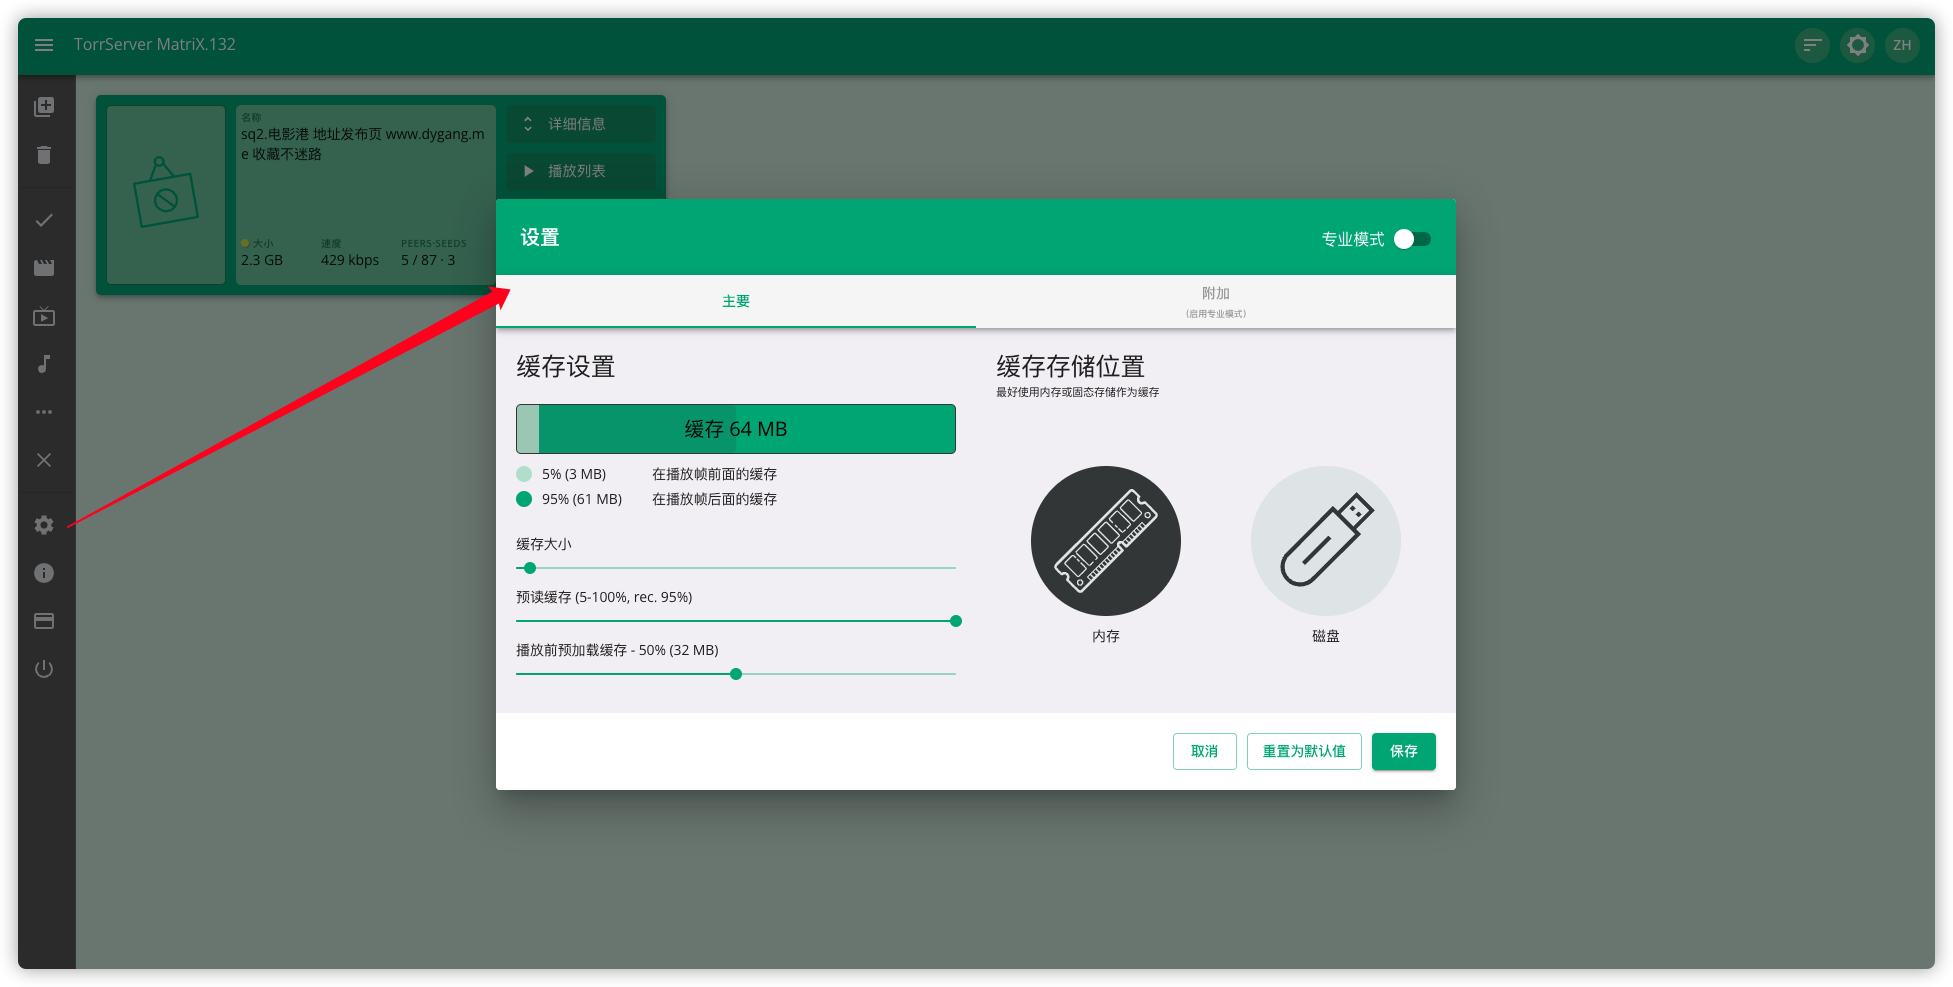 TorrServer MatriX.132
ZH
名称
sq2.电影港 地址发布页 www.dygang.m
e 收藏不迷路
大小
速度
PEERS·SEEDS
2.3 GB
429 kbps
5 / 87 · 3
详细信息
播放列表
设置
专业模式
主要
附加
(启用专业模式)
缓存设置
缓存 64 MB
5% (3 MB)
在播放帧前面的缓存
95% (61 MB)
在播放帧后面的缓存
缓存大小
预读缓存 (5-100%, rec. 95%)
播放前预加载缓存 - 50% (32 MB)
缓存存储位置
最好使用内存或固态存储作为缓存
内存
磁盘
取消
重置为默认值
保存